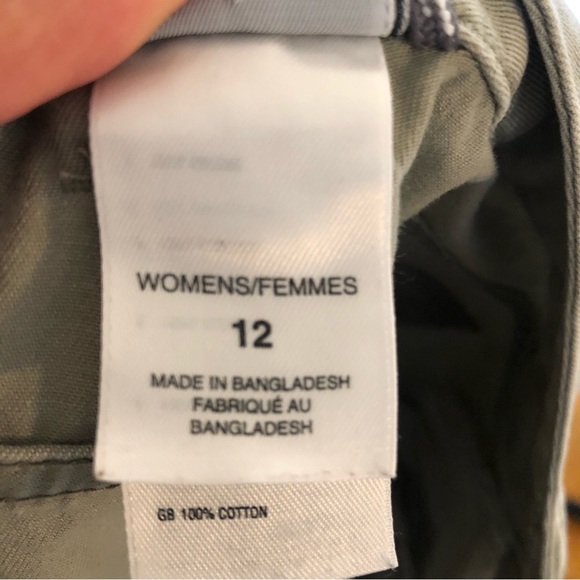 WOMENS/FEMMES
12
MADE IN BANGLADESH
FABRIQUÉ AU
BANGLADESH
GB 100% COTTON